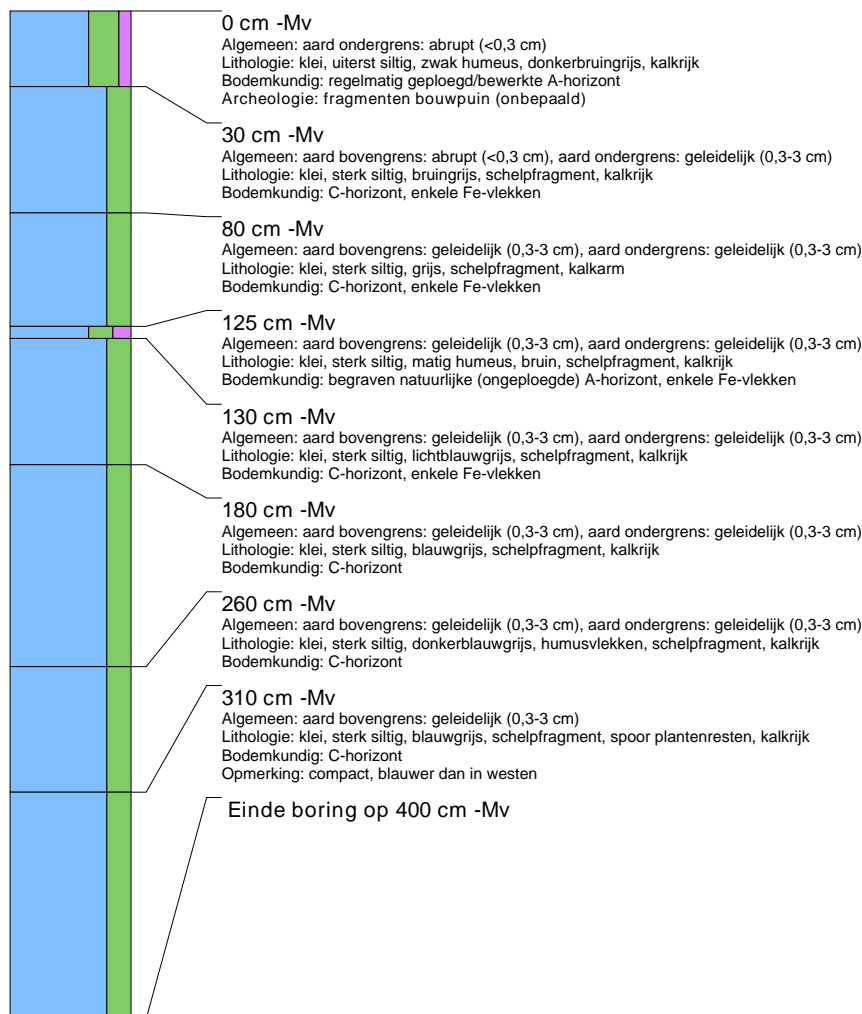 0 cm -Mv
Algemeen: aard ondergrens: abrupt (<0,3 cm)
Lithologie: klei, uiterst siltig, zwak humeus, donkerbruingrijs, kalkrijk
Bodemkundig: regelmatig geploegd/bewerkte A-horizont
Archeologie: fragmenten bouwpuin (onbepaald)
30 cm -Mv
Algemeen: aard bovengrens: abrupt (<0,3 cm), aard ondergrens: geleidelijk (0,3-3 cm)
Lithologie: klei, sterk siltig, bruingrijs, schelpfragment, kalkrijk
Bodemkundig: C-horizont, enkele Fe-vlekken
80 cm -Mv
Algemeen: aard bovengrens: geleidelijk (0,3-3 cm), aard ondergrens: geleidelijk (0,3-3 cm)
Lithologie: klei, sterk siltig, grijs, schelpfragment, kalkarm
Bodemkundig: C-horizont, enkele Fe-vlekken
125 cm -Mv
Algemeen: aard bovengrens: geleidelijk (0,3-3 cm), aard ondergrens: geleidelijk (0,3-3 cm)
Lithologie: klei, sterk siltig, matig humeus, bruin, schelpfragment, kalkrijk
Bodemkundig: begraven natuurlijke (ongeploegde) A-horizont, enkele Fe-vlekken
130 cm -Mv
Algemeen: aard bovengrens: geleidelijk (0,3-3 cm), aard ondergrens: geleidelijk (0,3-3 cm)
Lithologie: klei, sterk siltig, lichtblauwgrijs, schelpfragment, kalkrijk
Bodemkundig: C-horizont, enkele Fe-vlekken
180 cm -Mv
Algemeen: aard bovengrens: geleidelijk (0,3-3 cm), aard ondergrens: geleidelijk (0,3-3 cm)
Lithologie: klei, sterk siltig, blauwgrijs, schelpfragment, kalkrijk
Bodemkundig: C-horizont
260 cm -Mv
Algemeen: aard bovengrens: geleidelijk (0,3-3 cm), aard ondergrens: geleidelijk (0,3-3 cm)
Lithologie: klei, sterk siltig, donkerblauwgrijs, humusvlekken, schelpfragment, kalkrijk
Bodemkundig: C-horizont
310 cm -Mv
Algemeen: aard bovengrens: geleidelijk (0,3-3 cm)
Lithologie: klei, sterk siltig, blauwgrijs, schelpfragment, spoor plantenresten, kalkrijk
Bodemkundig: C-horizont
Opmerking: compact, blauwer dan in westen
Einde boring op 400 cm -Mv